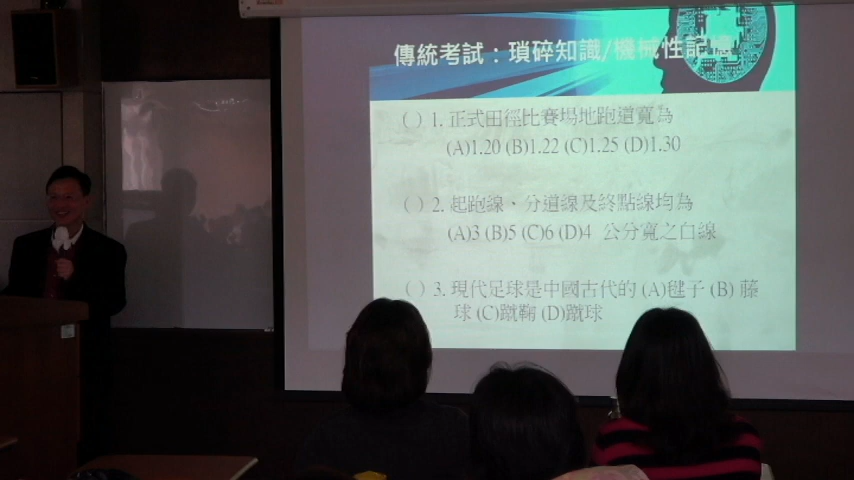 傳統考試：瑣碎知識/機械性記憶
( ) 1. 正式田徑比賽場地跑道寬為
(A)1.20 (B)1.22 (C)1.25 (D)1.30
( ) 2. 起跑線、分道線及終點線均為
(A)3 (B)5 (C)6 (D)4 公分寬之白線
( ) 3. 現代足球是中國古代的 (A)毽子 (B) 藤
球 (C)蹴鞠 (D)蹴球